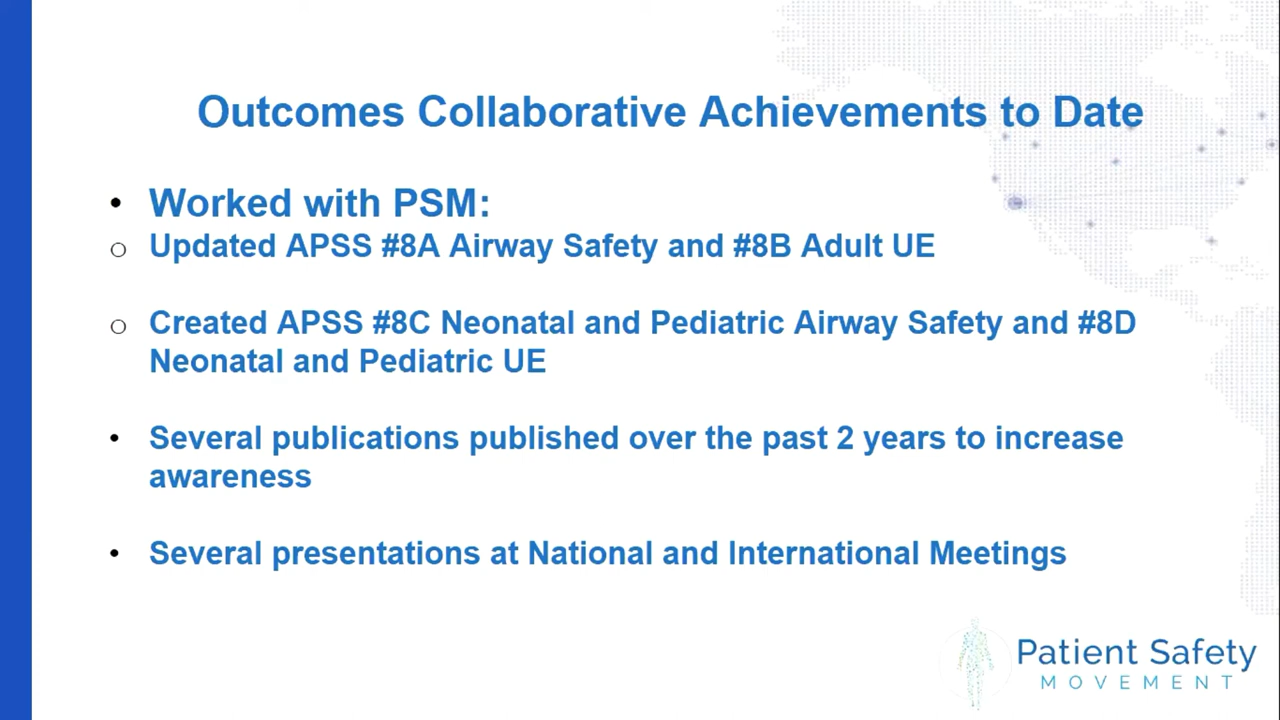 Outcomes Collaborative Achievements to Date
• Worked with PSM:
○ Updated APSS #8A Airway Safety and #8B Adult UE
○ Created APSS #8C Neonatal and Pediatric Airway Safety and #8D
Neonatal and Pediatric UE
• Several publications published over the past 2 years to increase
awareness
• Several presentations at National and International Meetings
Patient Safety
MOVEMENT